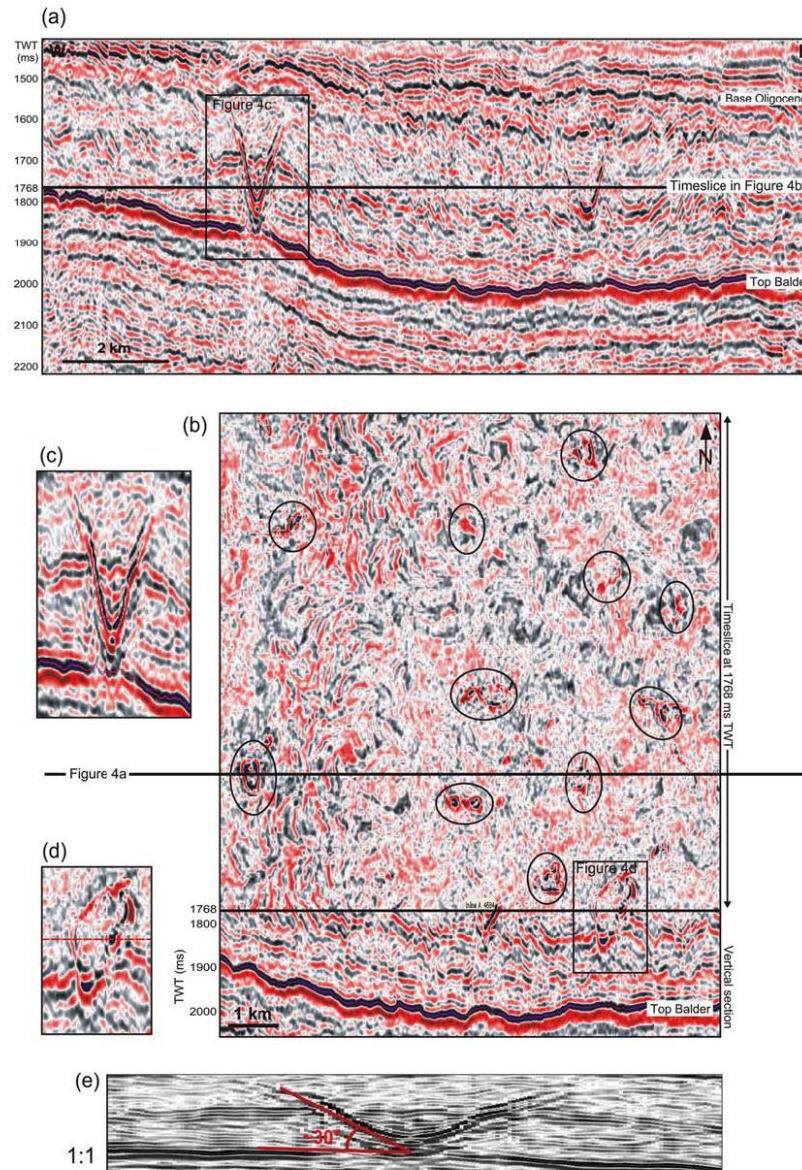 (a)
TWT
(ms)
W
1500
Base Oligocene
1600
Figure 4c
1700
1768
Timeslice in Figure 4b
1800
1900
2000
Top Balder
2100
2 km
2200
(b)
N
(c)
Timeslice at 1768 ms TWT
Figure 4a
(d)
Figure 4d
1768
1800
TWT (ms)
1900
Vertical section
2000
Top Balder
1 km
(e)
~30°
1:1